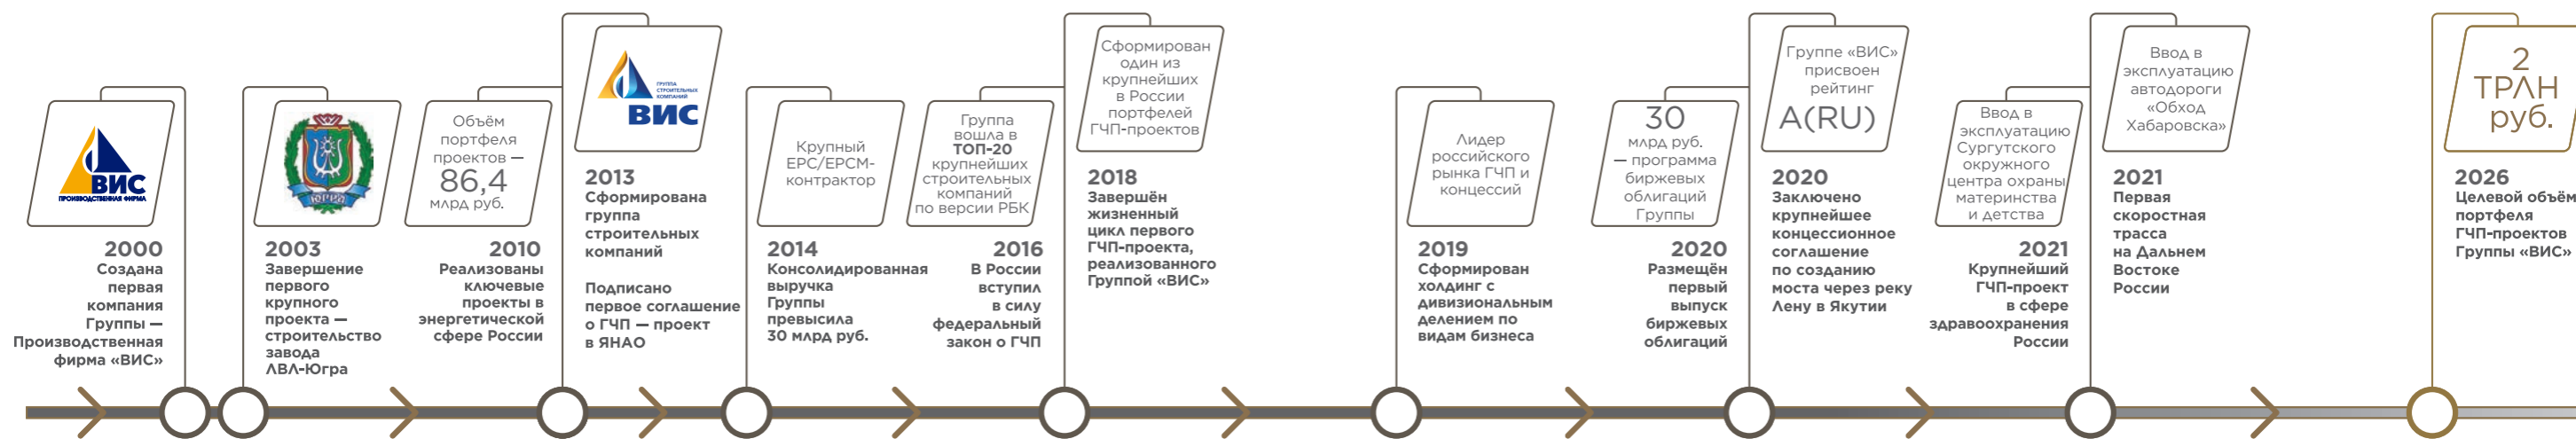 ВИС
ПРОИЗВОДСТВЕННАЯ ФИРМА
2000
Создана
первая
компания
Группы —
Производственная
фирма «ВИС»
ЮГРА
2003
Завершение
первого
крупного
проекта —
строительство
завода
ЛВЛ-Югра
Объём
портфеля
проектов —
86,4
млрд руб.
2010
Реализованы
ключевые
проекты в
энергетической
сфере России
ГРУППА
СТРОИТЕЛЬНЫХ
КОМПАНИЙ
ВИС
2013
Сформирована
группа
строительных
компаний
Подписано
первое соглашение
о ГЧП — проект
в ЯНАО
Крупный
EPC/EPCM-
контрактор
2014
Консолидированная
выручка
Группы
превысила
30 млрд руб.
Группа
вошла в
ТОП-20
крупнейших
строительных
компаний
по версии РБК
2016
В России
вступил
в силу
федеральный
закон о ГЧП
Сформирован
один из
крупнейших
в России
портфелей
ГЧП-проектов
2018
Завершён
жизненный
цикл первого
ГЧП-проекта,
реализованного
Группой «ВИС»
Лидер
российского
рынка ГЧП и
концессий
2019
Сформирован
холдинг с
дивизиональным
делением по
видам бизнеса
30
млрд руб.
— программа
биржевых
облигаций
Группы
2020
Размещён
первый
выпуск
биржевых
облигаций
Группе «ВИС»
присвоен
рейтинг
A(RU)
2020
Заключено
крупнейшее
концессионное
соглашение
по созданию
моста через реку
Лену в Якутии
Ввод в
эксплуатацию
Сургутского
окружного
центра охраны
материнства
и детства
2021
Крупнейший
ГЧП-проект
в сфере
здравоохранения
России
Ввод в
эксплуатацию
автодороги
«Обход
Хабаровска»
2021
Первая
скоростная
трасса
на Дальнем
Востоке
России
2
ТРЛН
руб.
2026
Целевой объём
портфеля
ГЧП-проектов
Группы «ВИС»